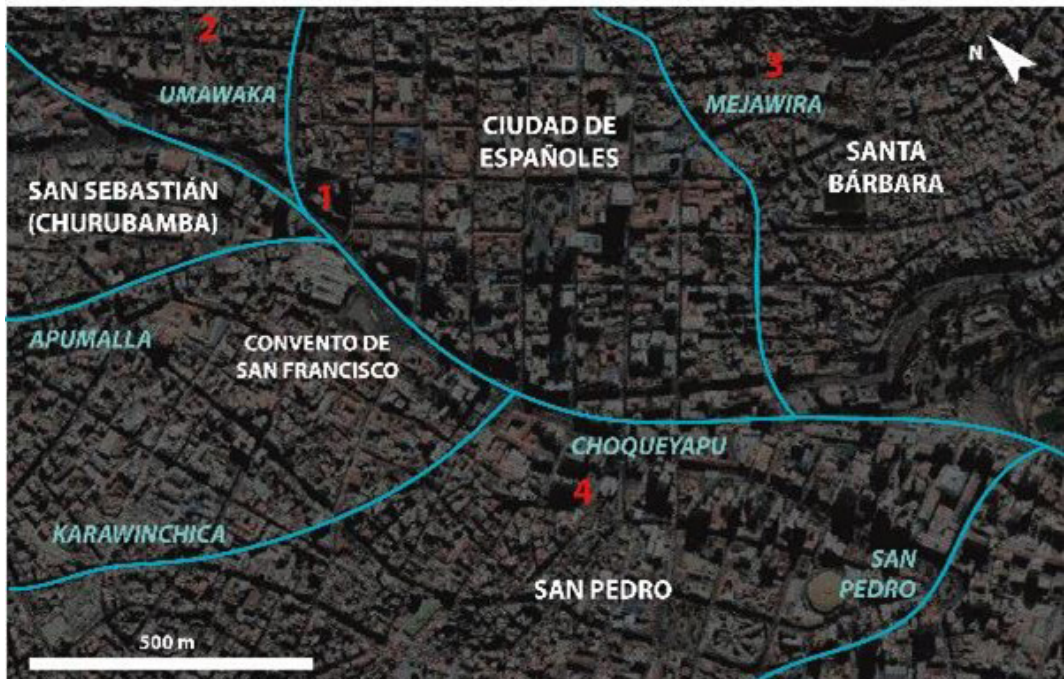 2
3
N
UMAWAKA
MEJAWIRA
CIUDAD DE
ESPAÑOLES
SANTA
BÁRBARA
SAN SEBASTIÁN
(CHURUBAMBA)
1
APUMALLA
CONVENTO DE
SAN FRANCISCO
CHOQUEYAPU
4
KARAWINCHICA
SAN
PEDRO
SAN PEDRO
500 m